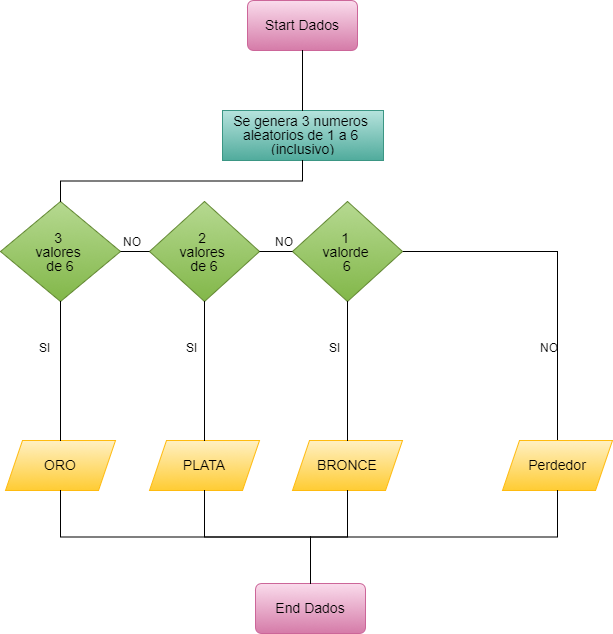 Start Dados
Se genera 3 numeros
aleatorios de 1 a 6
(inclusivo)
3
valores
de 6
NO
2
valores
de 6
NO
1
valorde
6
SI
SI
SI
NO
ORO
PLATA
BRONCE
Perdedor
End Dados